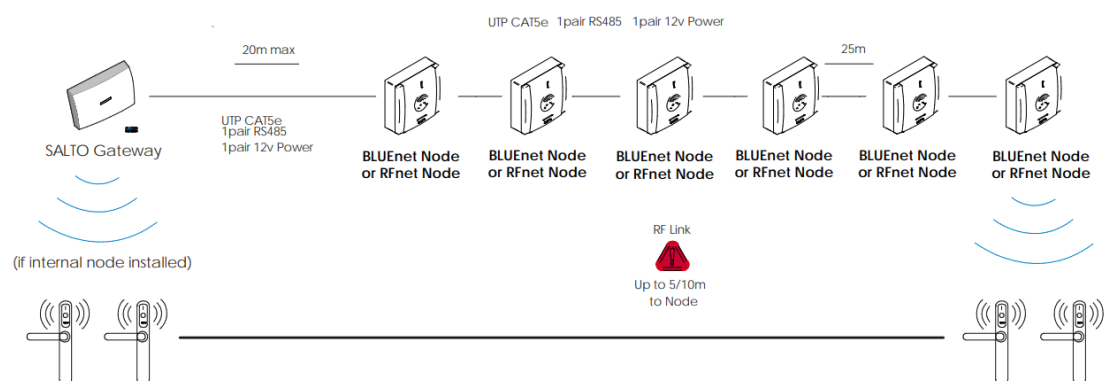 UTP CAT5e 1pair RS485 1pair 12v Power
20m max
25m
UTP CAT5e
1pair RS485
1pair 12v Power
SALTO Gateway
BLUEnet Node
or RFnet Node
BLUEnet Node
or RFnet Node
BLUEnet Node
or RFnet Node
BLUEnet Node
or RFnet Node
BLUEnet Node
or RFnet Node
BLUEnet Node
or RFnet Node
(if internal node installed)
RF Link
Up to 5/10m
to Node